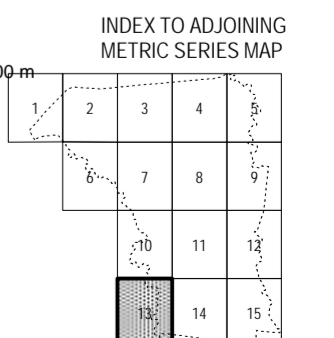 INDEX TO ADJOINING
METRIC SERIES MAP
00 m
1 2 3 4 5
6 7 8 9
10 11 12
13 14 15